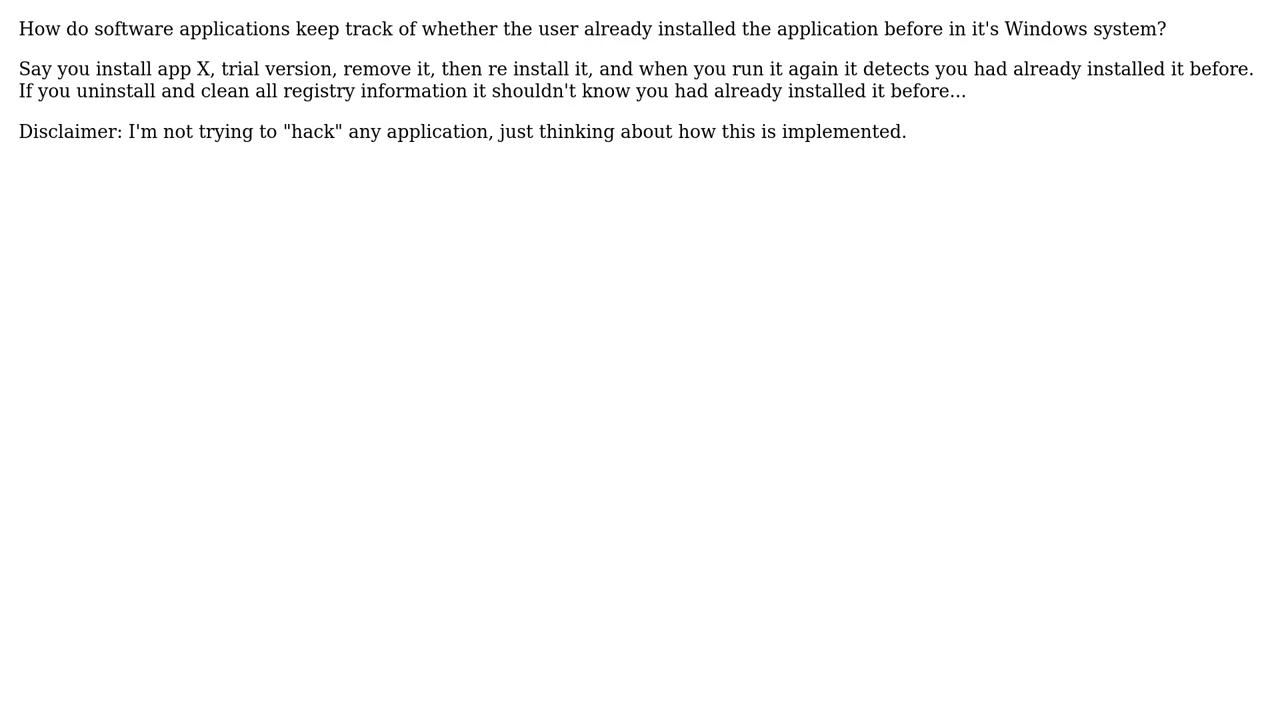 How do software applications keep track of whether the user already installed the application before in it's Windows system?
Say you install app X, trial version, remove it, then re install it, and when you run it again it detects you had already installed it before.
If you uninstall and clean all registry information it shouldn't know you had already installed it before...
Disclaimer: I'm not trying to "hack" any application, just thinking about how this is implemented.